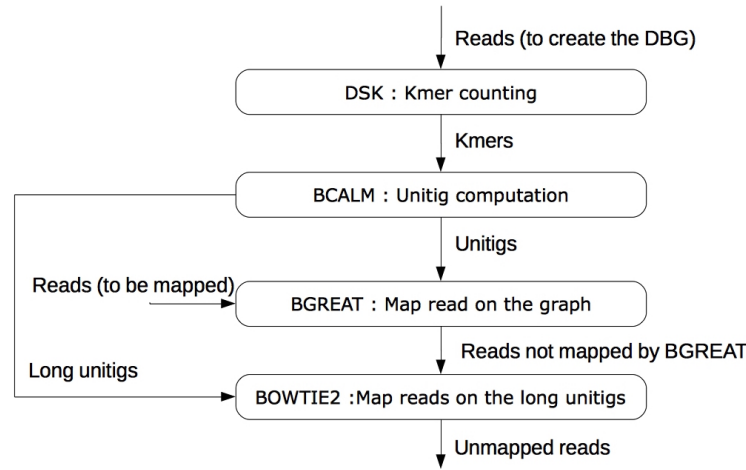 Reads (to create the DBG)
DSK : Kmer counting
Kmers
BCALM : Unitig computation
Unitigs
Reads (to be mapped)
BGREAT : Map read on the graph
Reads not mapped by BGREAT
Long unitigs
BOWTIE2 :Map reads on the long unitigs
Unmapped reads